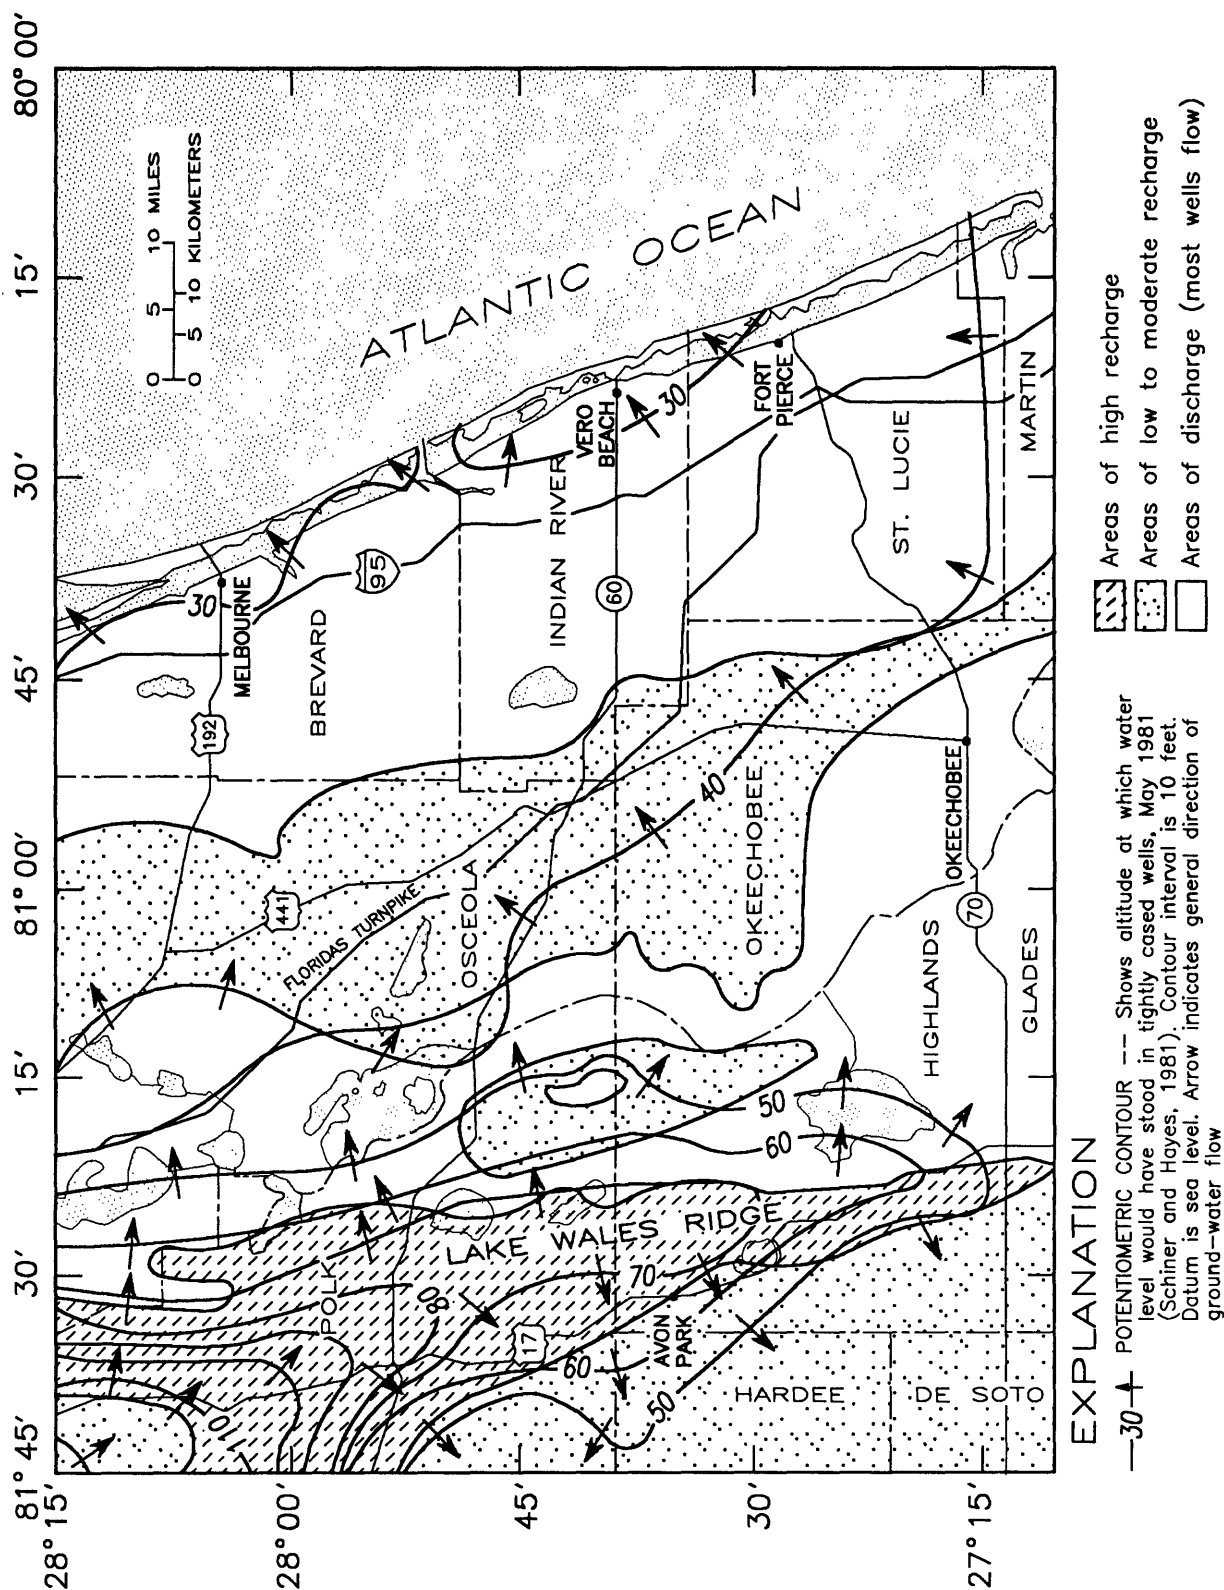 81° 45′
30′
15′
81° 00′
45′
30′
15′
80° 00′
28° 15′
28° 00′
45′
30′
27° 15′
0 5 10 MILES
0 5 10 KILOMETERS
ATLANTIC OCEAN
30
MELBOURNE
192
BREVARD
95
INDIAN RIVER
VERO
BEACH
60
30
FORT
PIERCE
ST. LUCIE
MARTIN
441
FLORIDAS TURNPIKE
OSCEOLA
40
OKEECHOBEE
OKEECHOBEE
70
HIGHLANDS
GLADES
50
60
POLK
LAKE WALES RIDGE
80
70
17
60
AVON
PARK
50
HARDEE
DE SOTO
EXPLANATION
—30— POTENTIOMETRIC CONTOUR -- Shows altitude at which water
level would have stood in tightly cased wells, May 1981
(Schiner and Hayes, 1981). Contour interval is 10 feet.
Datum is sea level. Arrow indicates general direction of
ground-water flow
Areas of high recharge
Areas of low to moderate recharge
Areas of discharge (most wells flow)